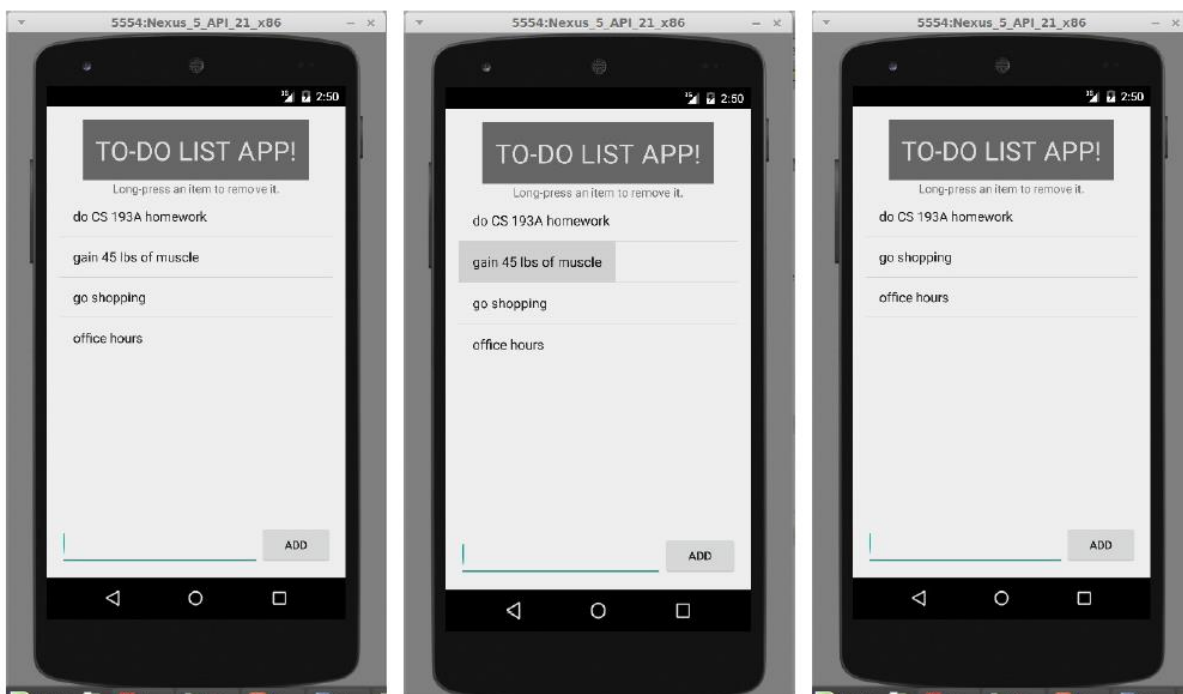 5554:Nexus_5_API_21_x86
3G 2:50
TO-DO LIST APP!
Long-press an item to remove it.
do CS 193A homework
gain 45 lbs of muscle
go shopping
office hours
ADD
5554:Nexus_5_API_21_x86
3G 2:50
TO-DO LIST APP!
Long-press an item to remove it.
do CS 193A homework
gain 45 lbs of muscle
go shopping
office hours
ADD
5554:Nexus_5_API_21_x86
3G 2:50
TO-DO LIST APP!
Long-press an item to remove it.
do CS 193A homework
go shopping
office hours
ADD